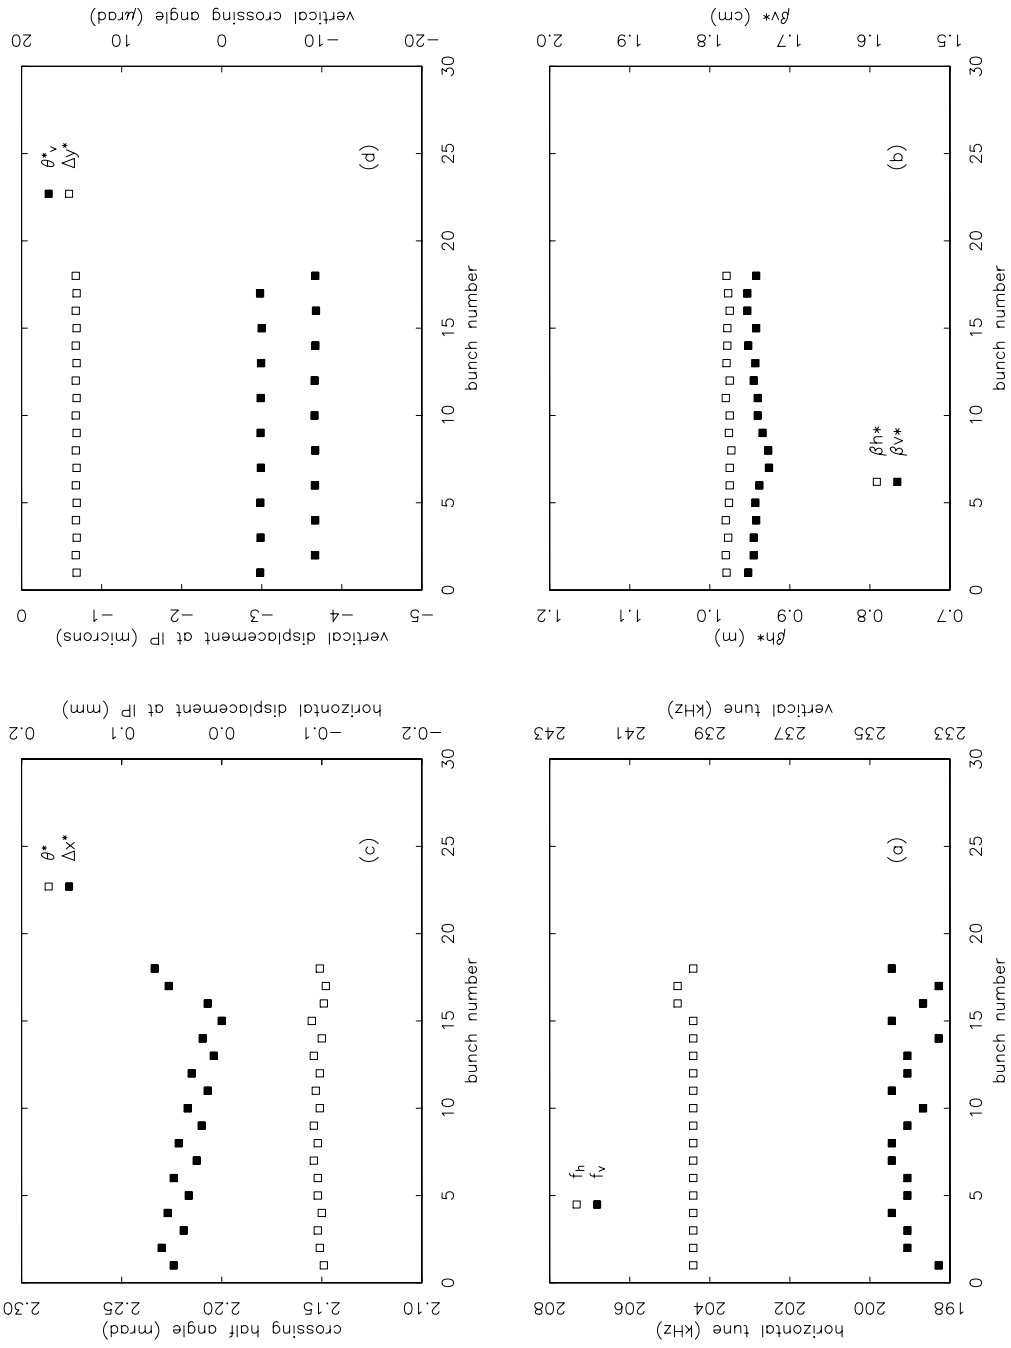 crossing half angle (mrad)
2.30
2.25
2.20
2.15
2.10
horizontal displacement at IP (mm)
0.2
0.1
0.0
−0.1
−0.2
θ*
Δx*
(c)
0 5 10 15 20 25 30
bunch number
vertical displacement at IP (microns)
0
−1
−2
−3
−4
−5
vertical crossing angle (μrad)
20
10
0
−10
−20
θ*v
Δy*
(d)
0 5 10 15 20 25 30
bunch number
horizontal tune (kHz)
208
206
204
202
200
198
vertical tune (kHz)
243
241
239
237
235
233
fh
fv
(a)
0 5 10 15 20 25 30
bunch number
βh* (m)
1.2
1.1
1.0
0.9
0.8
0.7
βv* (cm)
2.0
1.9
1.8
1.7
1.6
1.5
βh*
βv*
(b)
0 5 10 15 20 25 30
bunch number